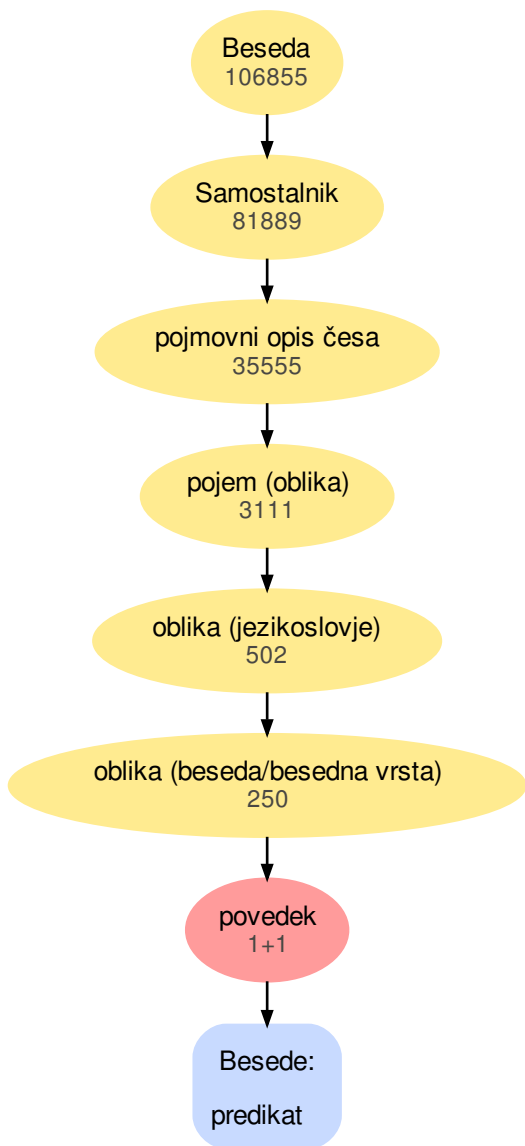 Beseda
106855
Samostalnik
81889
pojmovni opis česa
35555
pojem (oblika)
3111
oblika (jezikoslovje)
502
oblika (beseda/besedna vrsta)
250
povedek
1+1
Besede:
predikat